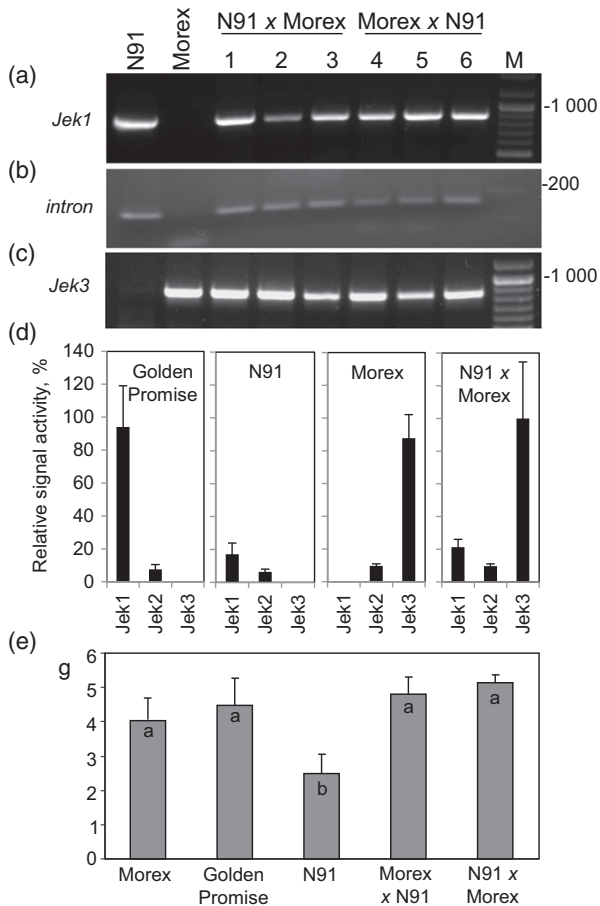 N91 x Morex Morex x N91
N91 Morex 1 2 3 4 5 6 M
(a)
Jek1
-1 000
(b)
intron
-200
(c)
Jek3
-1 000
(d)
Relative signal activity, %
140
120
100
80
60
40
20
0
Golden
Promise
N91
Morex
N91 x
Morex
Jek1 Jek2 Jek3 Jek1 Jek2 Jek3 Jek1 Jek2 Jek3 Jek1 Jek2 Jek3
(e)
g
6
5
4
3
2
1
0
a a b a a
Morex
Golden
Promise
N91
Morex
x N91
N91 x
Morex